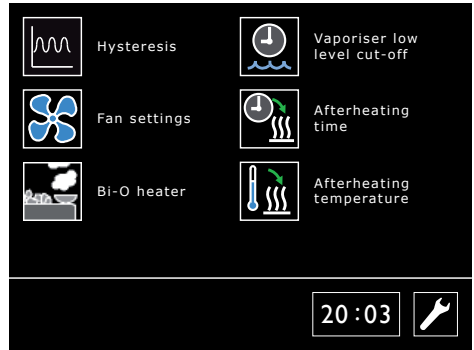 Hysteresis
Fan settings
Bi-O heater
Vaporiser low
level cut-off
Afterheating
time
Afterheating
temperature
20:03